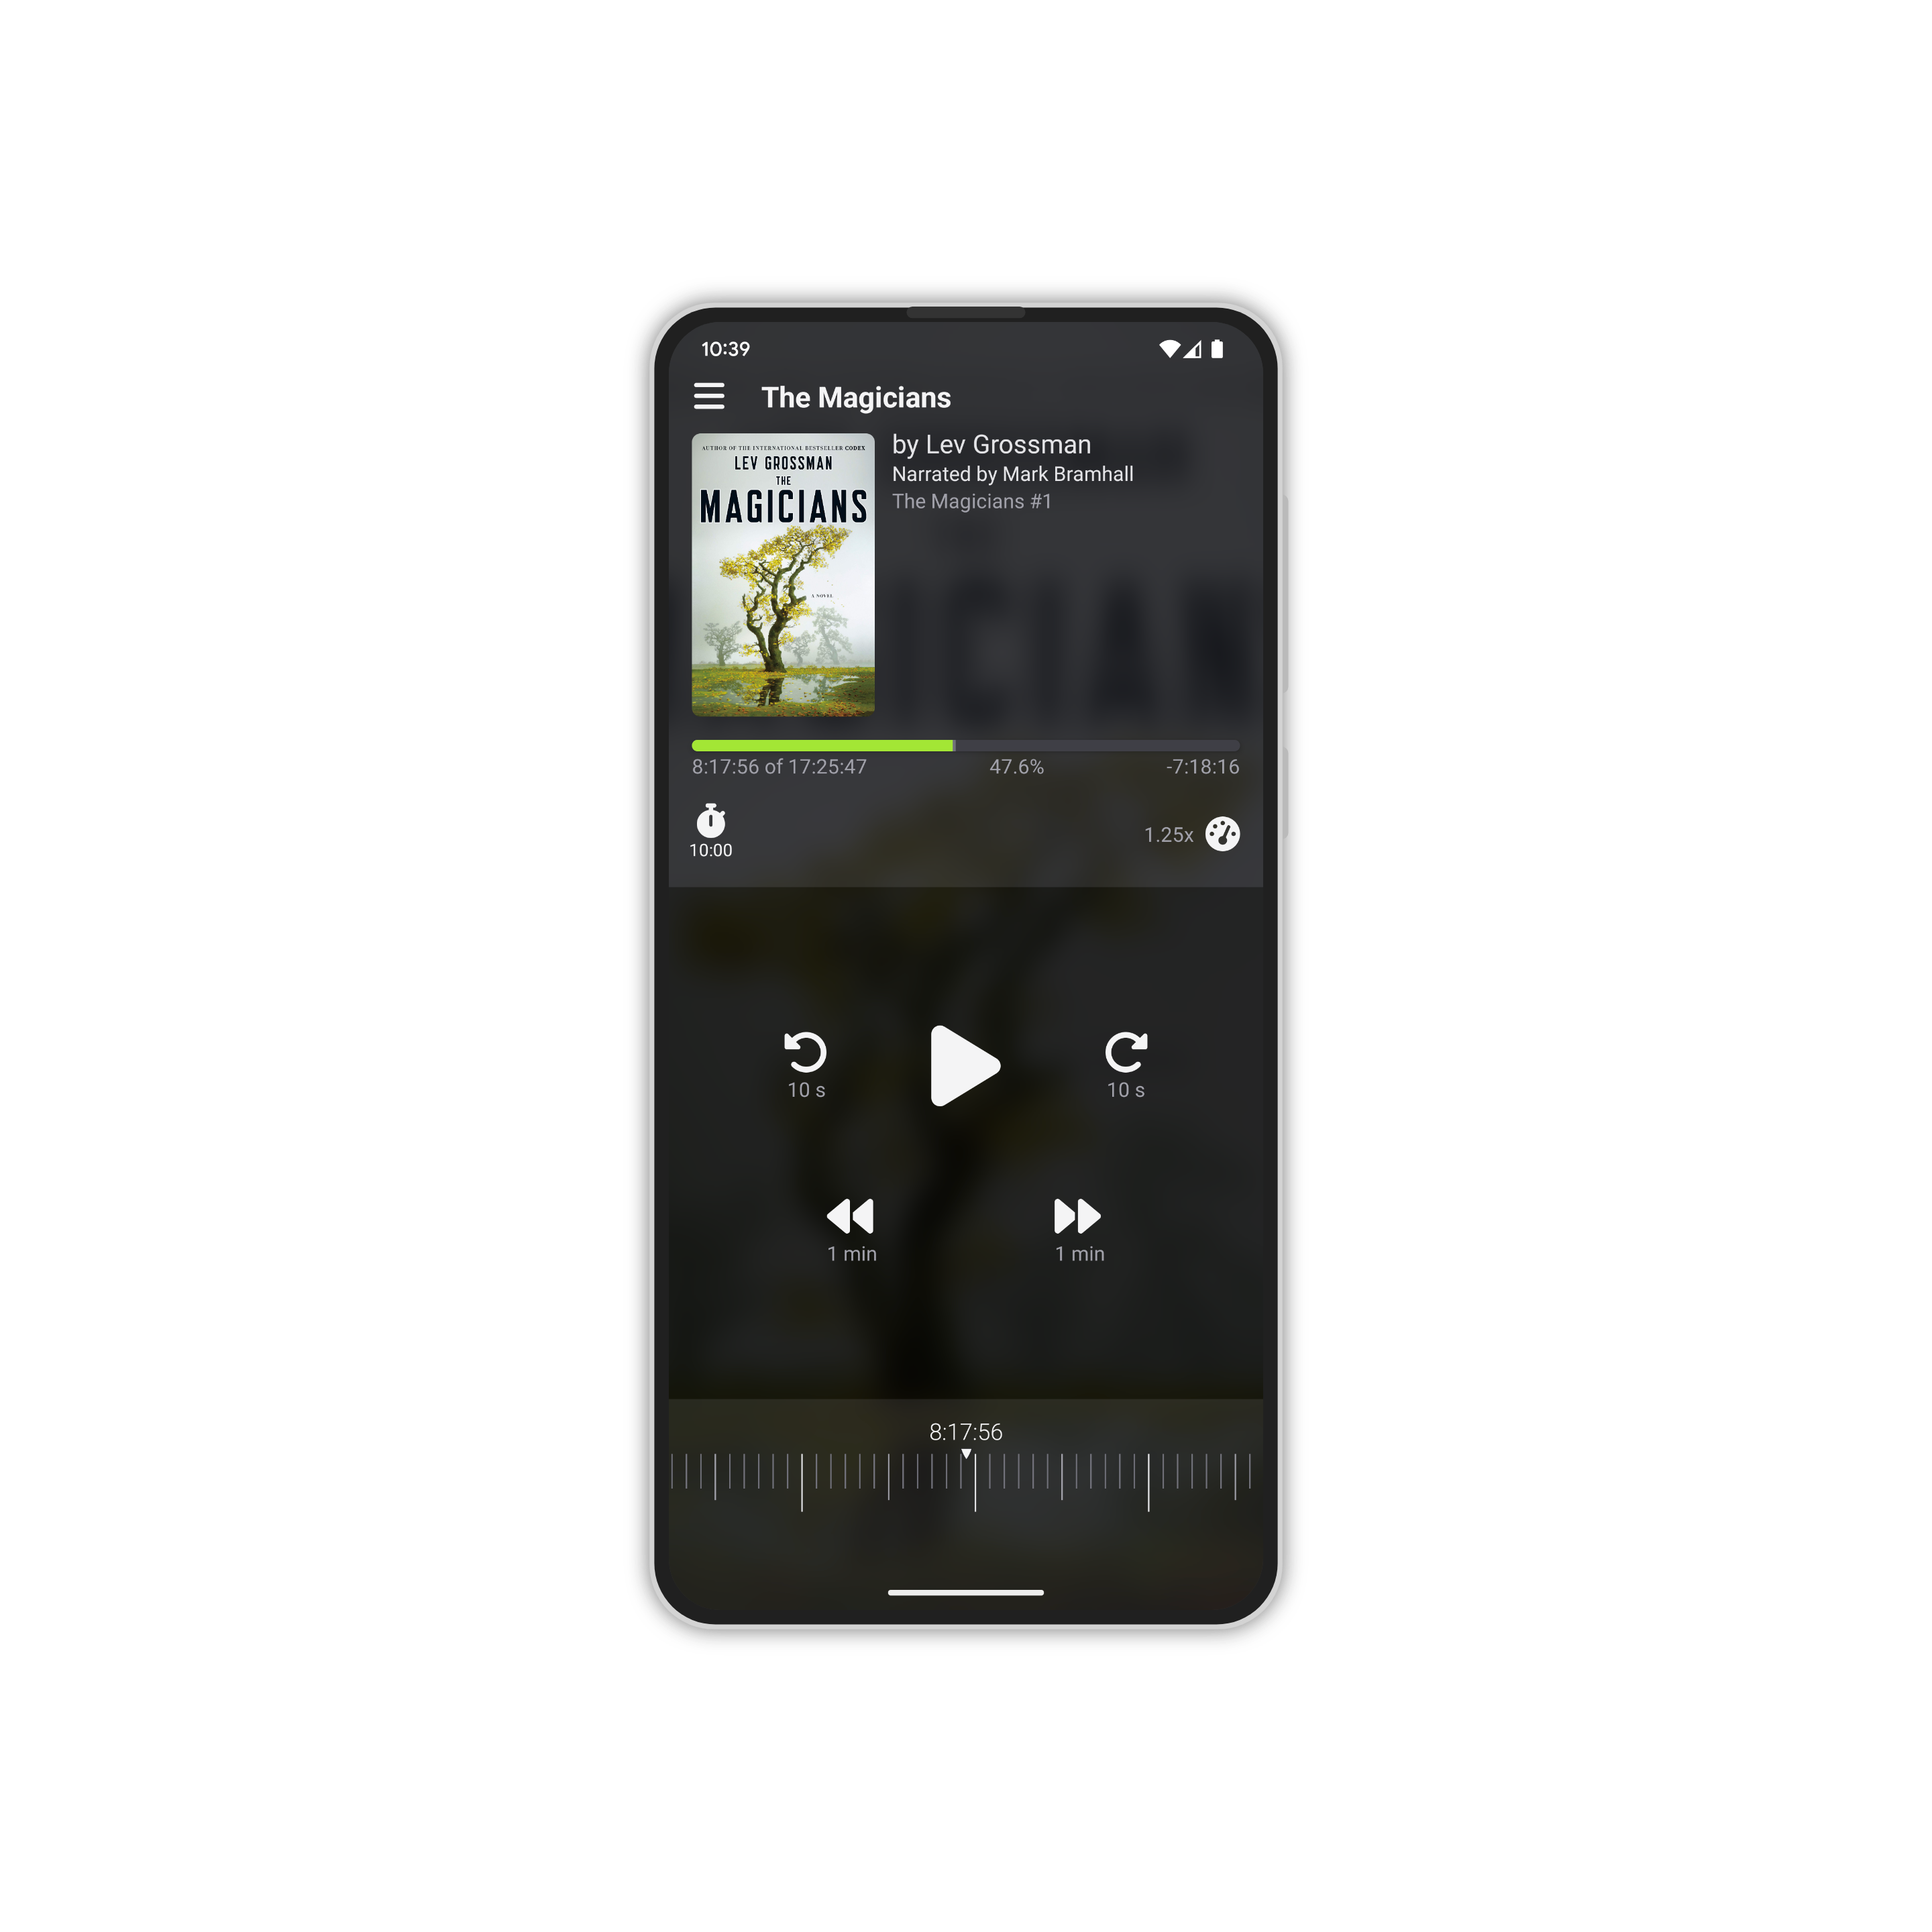 10:39
The Magicians
AUTHOR OF THE INTERNATIONAL BESTSELLER CODEX
LEV GROSSMAN
THE
MAGICIANS
A NOVEL
by Lev Grossman
Narrated by Mark Bramhall
The Magicians #1
8:17:56 of 17:25:47 47.6% -7:18:16
10:00
1.25x
10 s
10 s
1 min
1 min
8:17:56